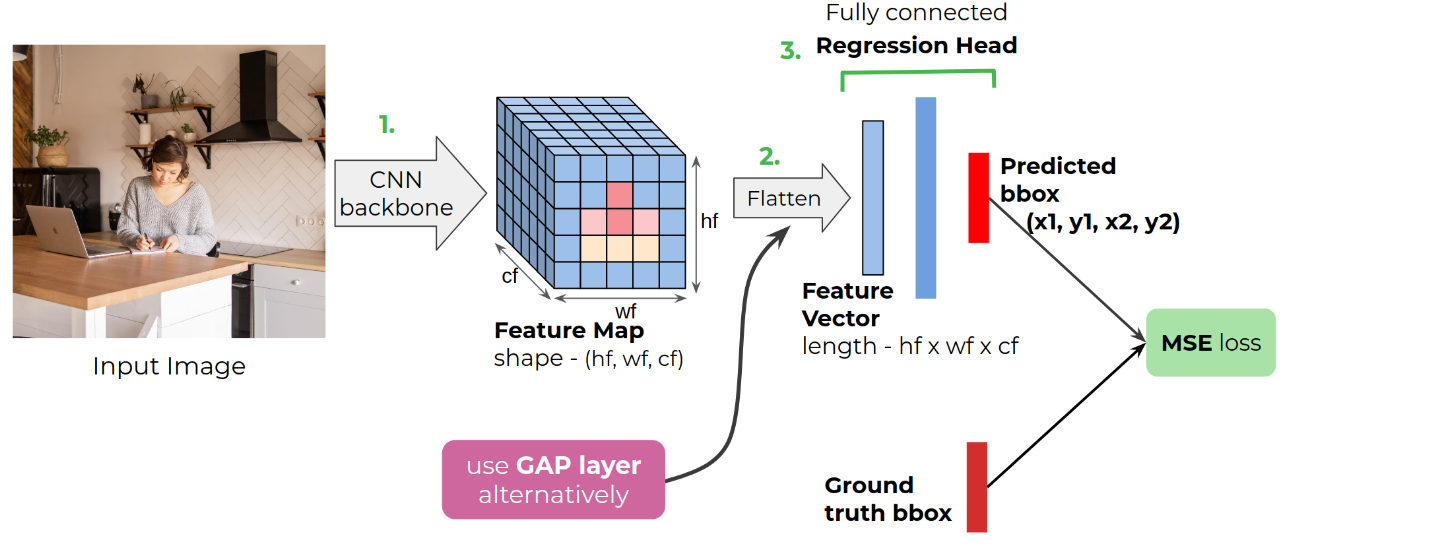 Input Image
1.
CNN
backbone
cf
hf
wf
Feature Map
shape - (hf, wf, cf)
2.
Flatten
use GAP layer
alternatively
Fully connected
3. Regression Head
Feature
Vector
length - hf x wf x cf
Predicted
bbox
(x1, y1, x2, y2)
Ground
truth bbox
MSE loss